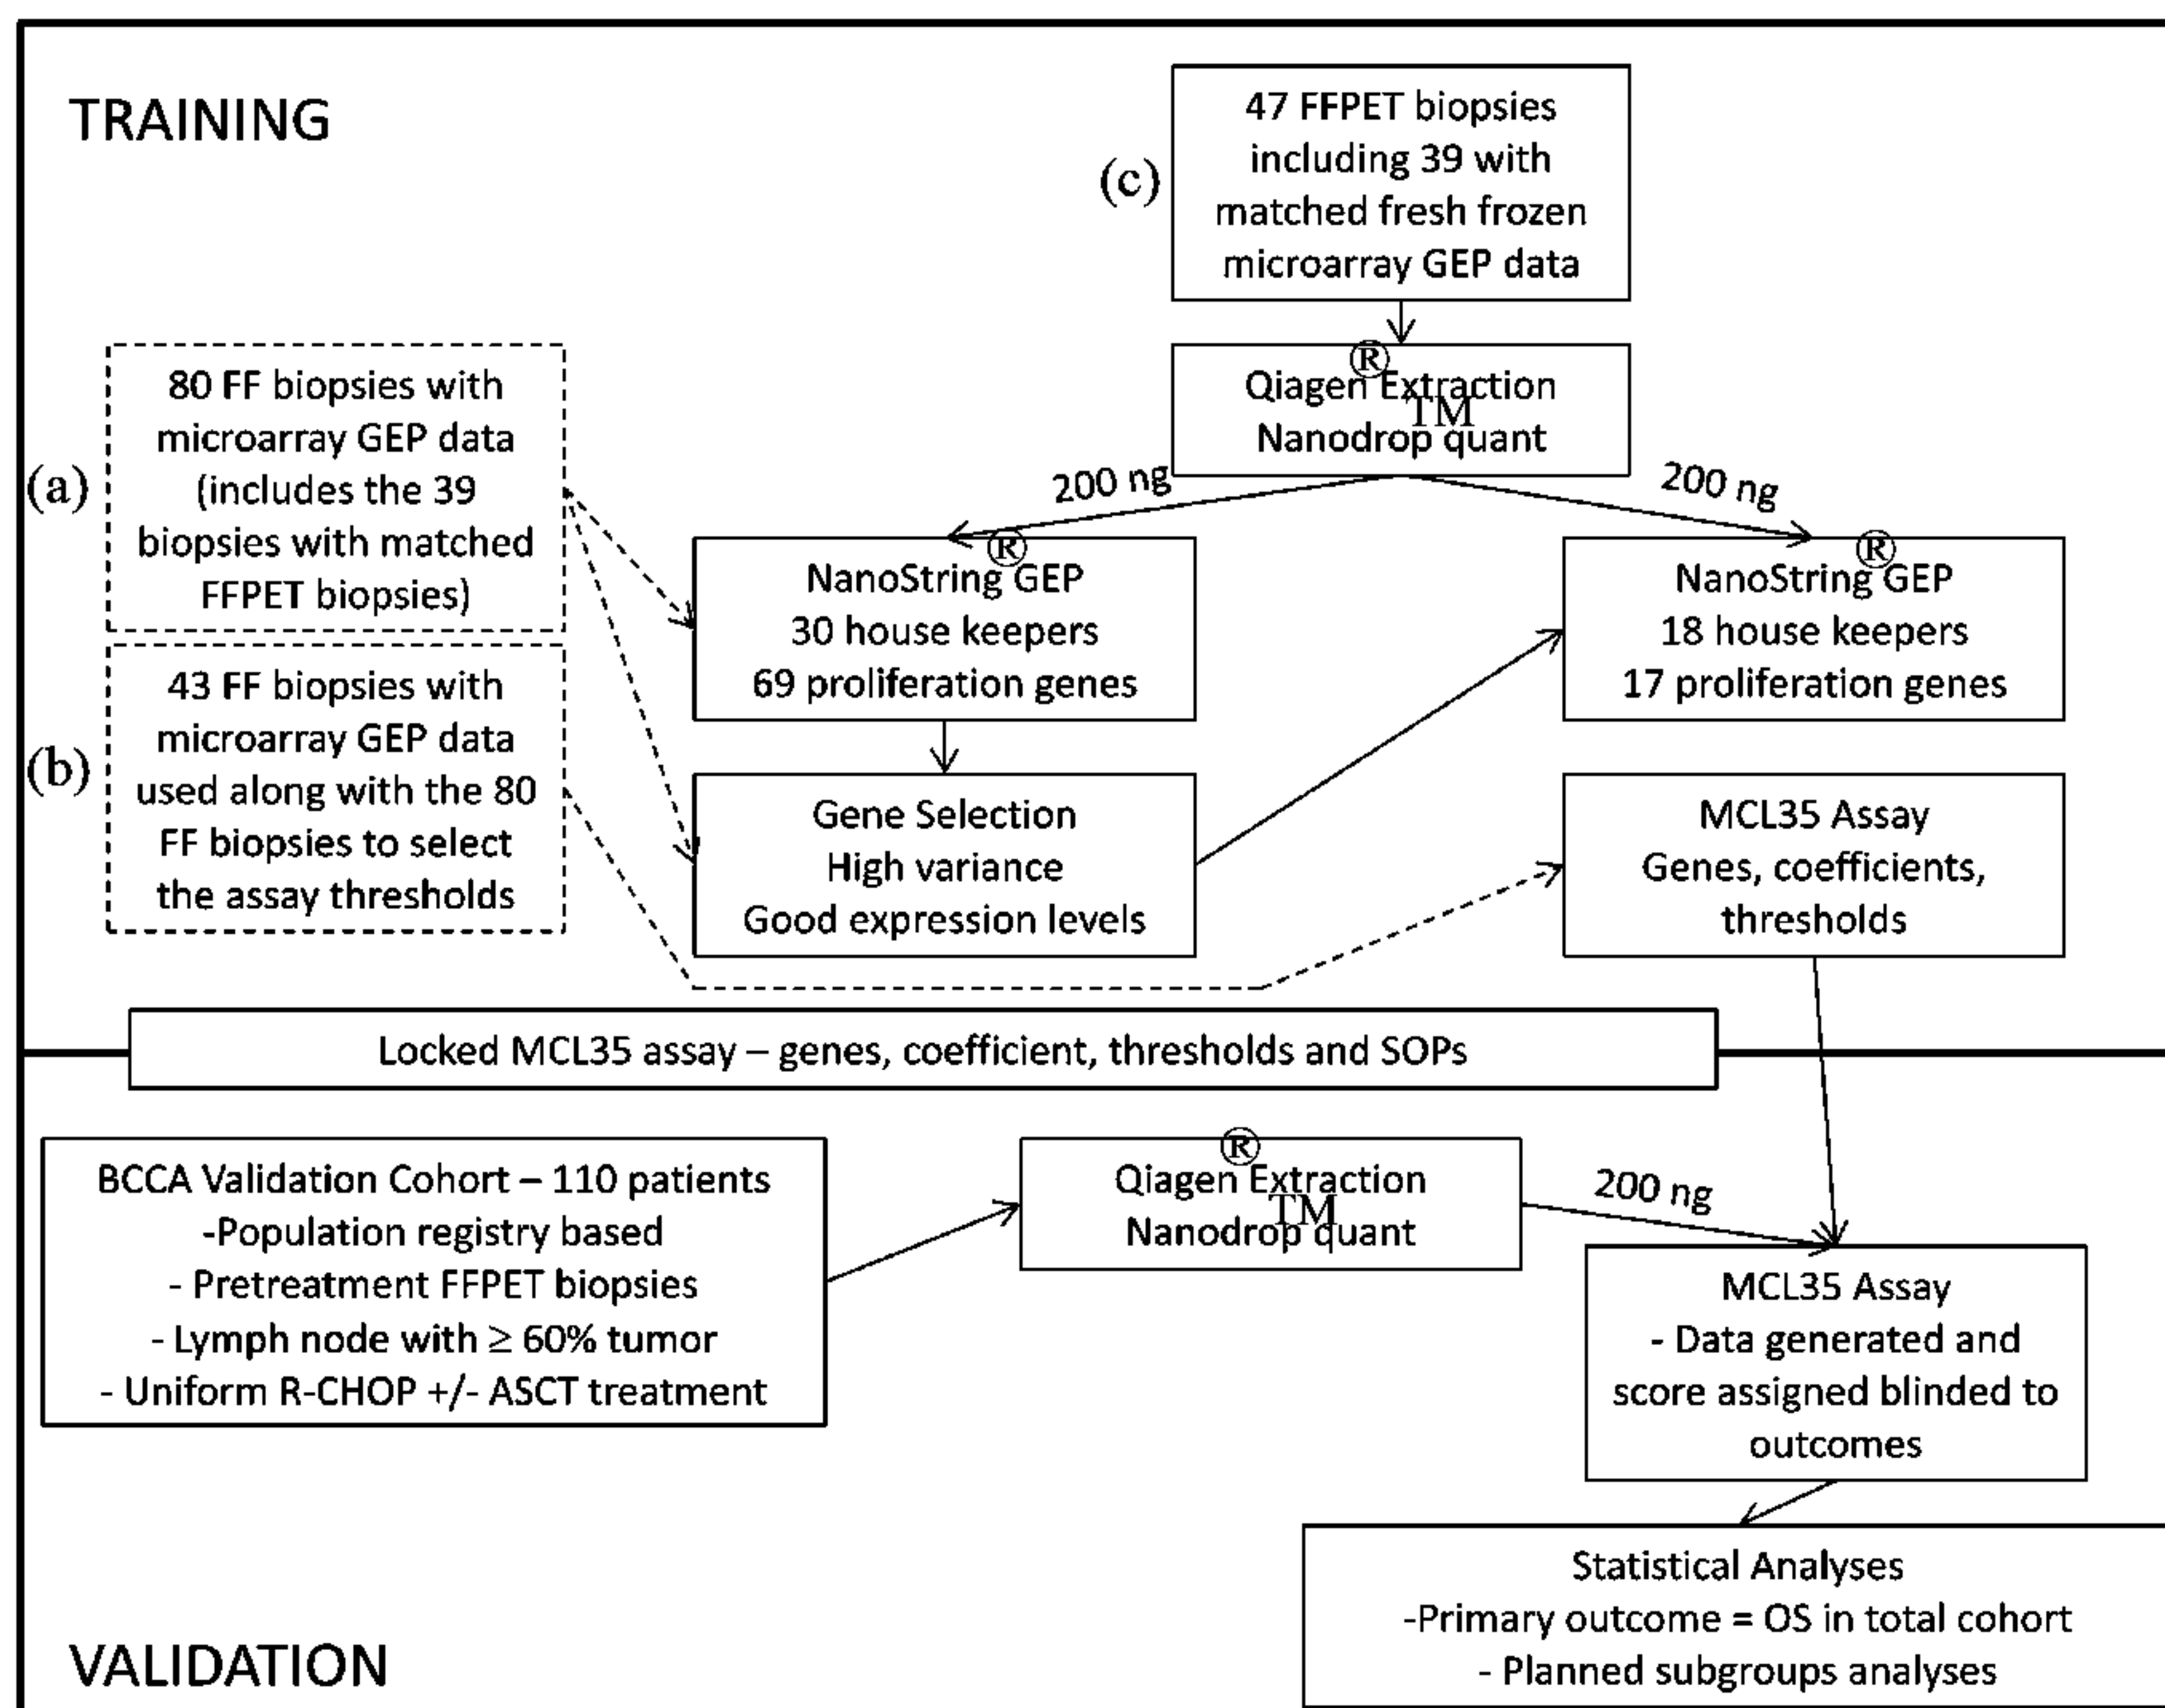 TRAINING
(c)
47 FFPET biopsies
including 39 with
matched fresh frozen
microarray GEP data
Qiagen® Extraction
Nanodrop™ quant
200 ng
200 ng
(a)
80 FF biopsies with
microarray GEP data
(includes the 39
biopsies with matched
FFPET biopsies)
(b)
43 FF biopsies with
microarray GEP data
used along with the 80
FF biopsies to select
the assay thresholds
NanoString® GEP
30 house keepers
69 proliferation genes
NanoString® GEP
18 house keepers
17 proliferation genes
Gene Selection
High variance
Good expression levels
MCL35 Assay
Genes, coefficients,
thresholds
Locked MCL35 assay – genes, coefficient, thresholds and SOPs
BCCA Validation Cohort – 110 patients
-Population registry based
- Pretreatment FFPET biopsies
- Lymph node with ≥ 60% tumor
- Uniform R-CHOP +/- ASCT treatment
Qiagen® Extraction
Nanodrop™ quant
200 ng
MCL35 Assay
- Data generated and
score assigned blinded to
outcomes
Statistical Analyses
-Primary outcome = OS in total cohort
- Planned subgroups analyses
VALIDATION